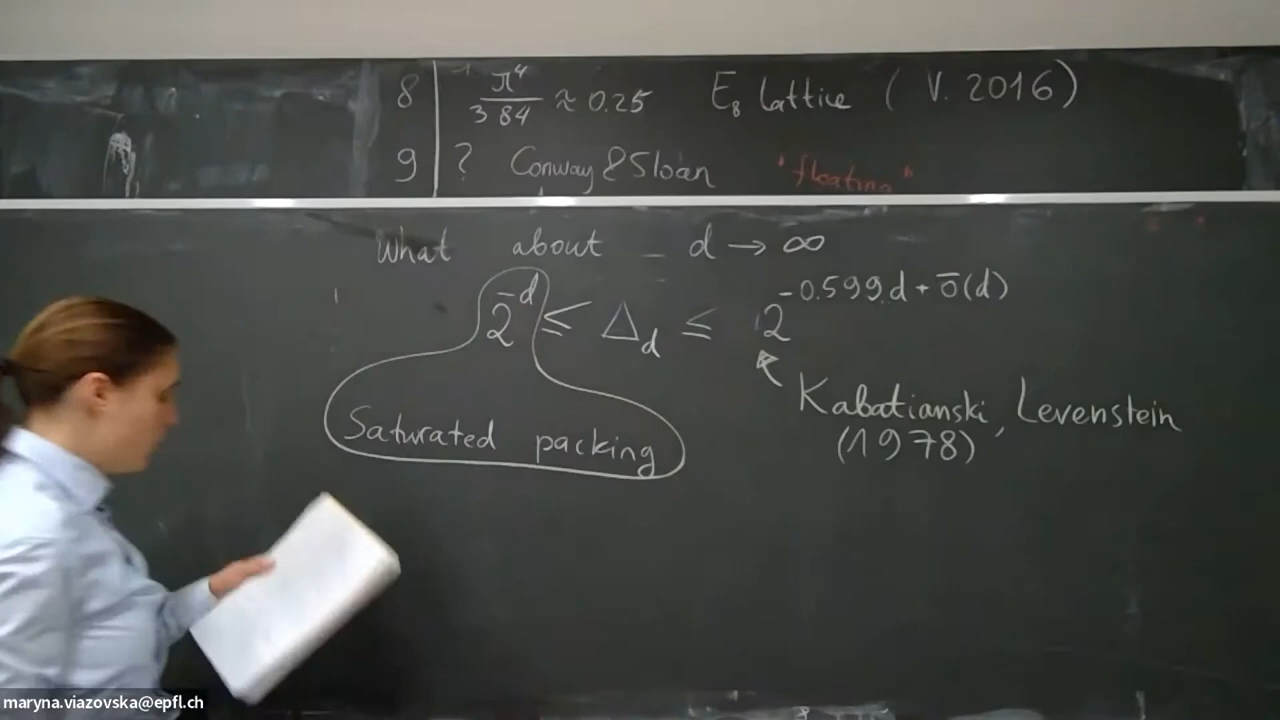 8 | π⁴/384 ≈ 0.25 E₈ lattice ( V. 2016)
9 | ? Conway & Sloan "floating"
What about d → ∞
2^-d ≤ Δ_d ≤ 2^-0.599d + ō(d)
Saturated packing
Kabatianski, Levenstein
(1978)
maryna.viazovska@epfl.ch